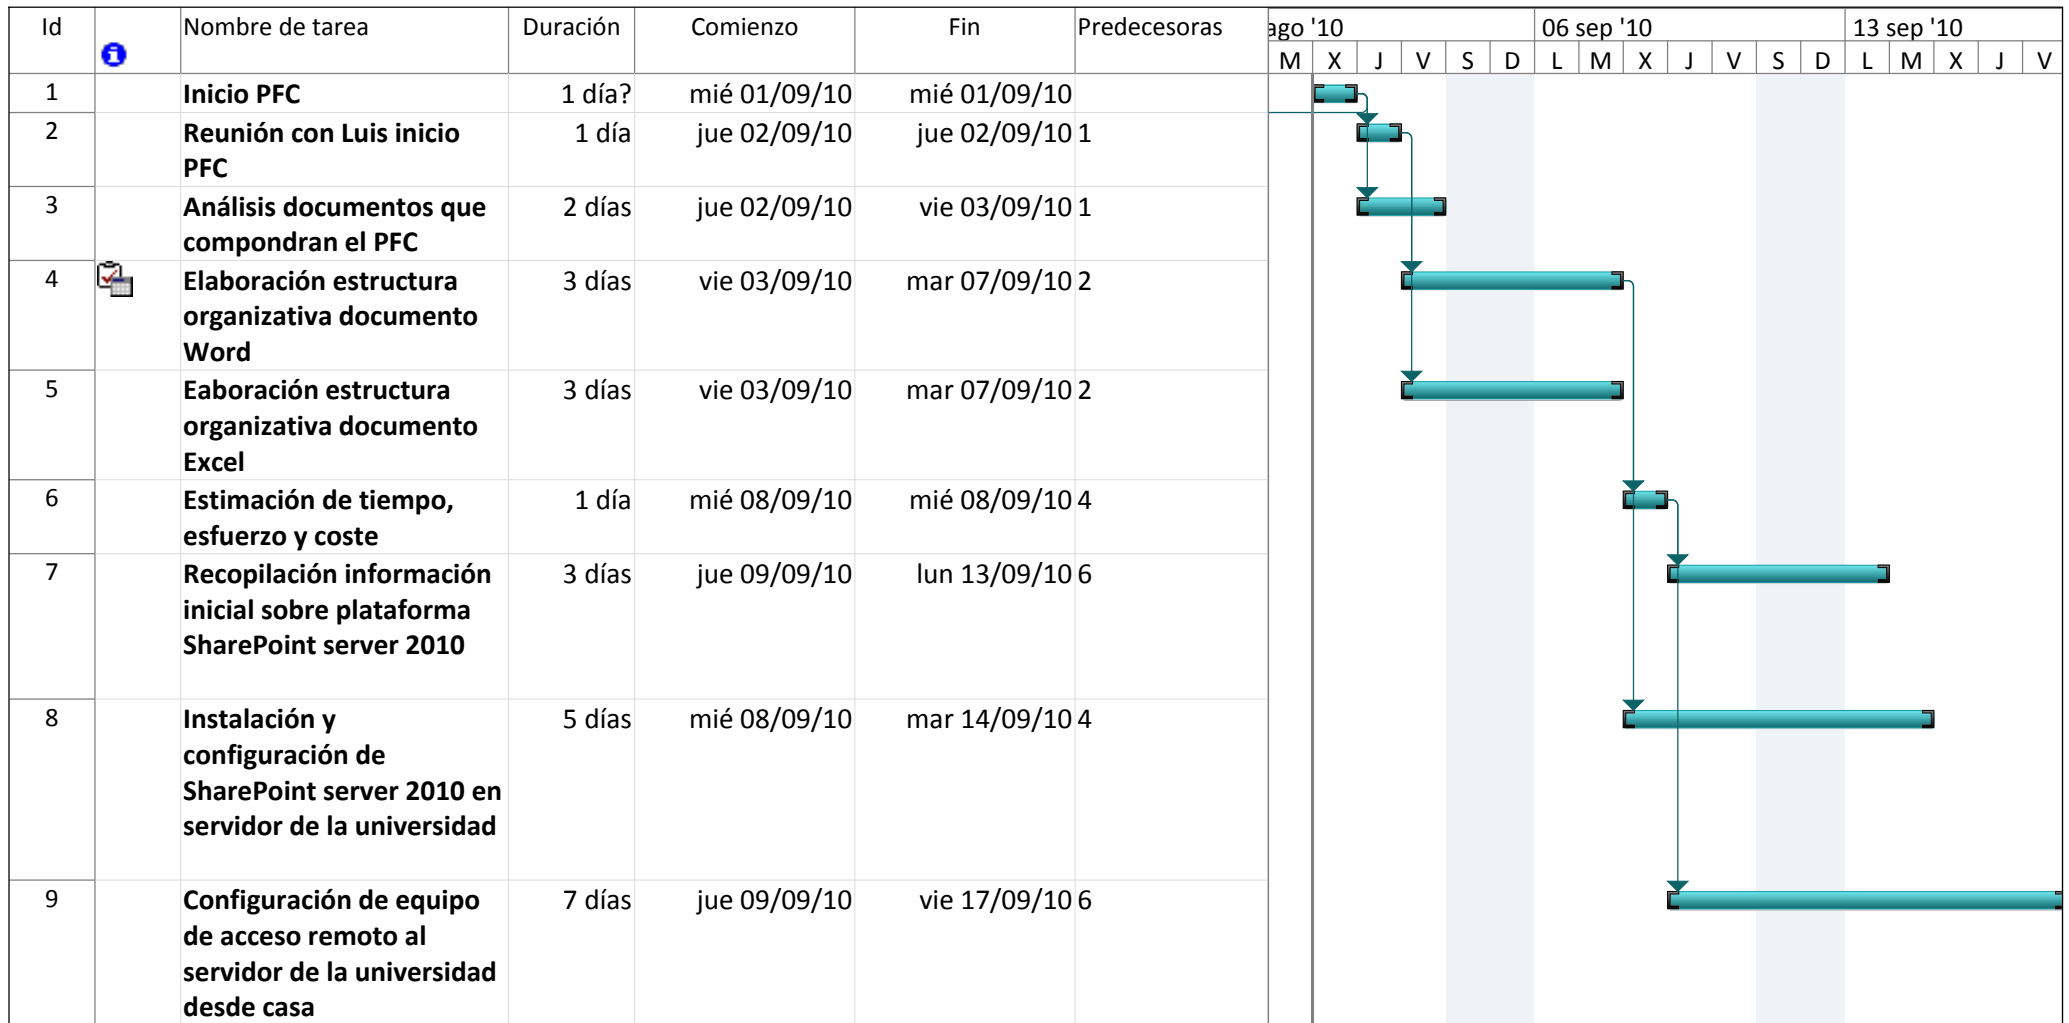 Id Nombre de tarea Duración Comienzo Fin Predecesoras ago '10 06 sep '10 13 sep '10
M X J V S D L M X J V S D L M X J V
1 Inicio PFC 1 día? mié 01/09/10 mié 01/09/10
2 Reunión con Luis inicio 1 día jue 02/09/10 jue 02/09/10 1
PFC
3 Análisis documentos que 2 días jue 02/09/10 vie 03/09/10 1
compondran el PFC
4 Elaboración estructura 3 días vie 03/09/10 mar 07/09/10 2
organizativa documento
Word
5 Eaboración estructura 3 días vie 03/09/10 mar 07/09/10 2
organizativa documento
Excel
6 Estimación de tiempo, 1 día mié 08/09/10 mié 08/09/10 4
esfuerzo y coste
7 Recopilación información 3 días jue 09/09/10 lun 13/09/10 6
inicial sobre plataforma
SharePoint server 2010
8 Instalación y 5 días mié 08/09/10 mar 14/09/10 4
configuración de
SharePoint server 2010 en
servidor de la universidad
9 Configuración de equipo 7 días jue 09/09/10 vie 17/09/10 6
de acceso remoto al
servidor de la universidad
desde casa